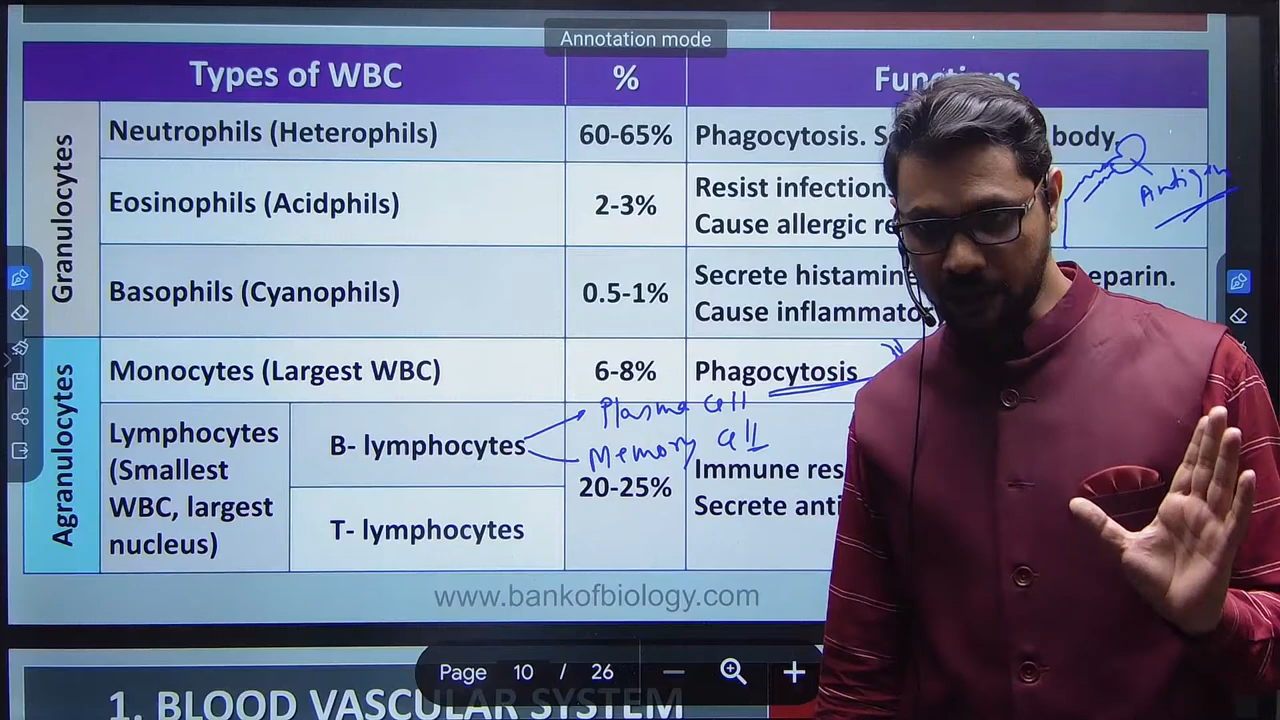 Annotation mode
Types of WBC % Functions
Granulocytes
Neutrophils (Heterophils) 60-65% Phagocytosis. body.
Eosinophils (Acidphils) 2-3% Resist infection
Cause allergic
Antigen
Basophils (Cyanophils) 0.5-1% Secrete histamine eparin.
Cause inflammator
Agranulocytes
Monocytes (Largest WBC) 6-8% Phagocytosis
Lymphocytes
(Smallest
WBC, largest
nucleus)
B- lymphocytes
Plasma cell
Memory cell
T- lymphocytes
20-25%
Immune res
Secrete anti
www.bankofbiology.com
Page 10 / 26
1. BLOOD VASCULAR SYSTEM